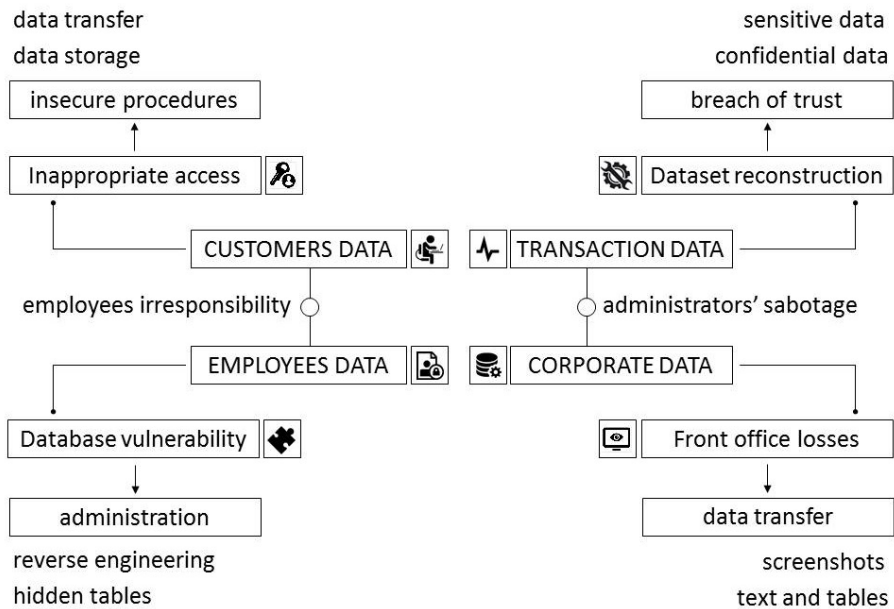 data transfer
data storage
insecure procedures
Inappropriate access
sensitive data
confidential data
breach of trust
Dataset reconstruction
CUSTOMERS DATA
TRANSACTION DATA
employees irresponsibility
administrators’ sabotage
EMPLOYEES DATA
CORPORATE DATA
Database vulnerability
administration
reverse engineering
hidden tables
Front office losses
data transfer
screenshots
text and tables